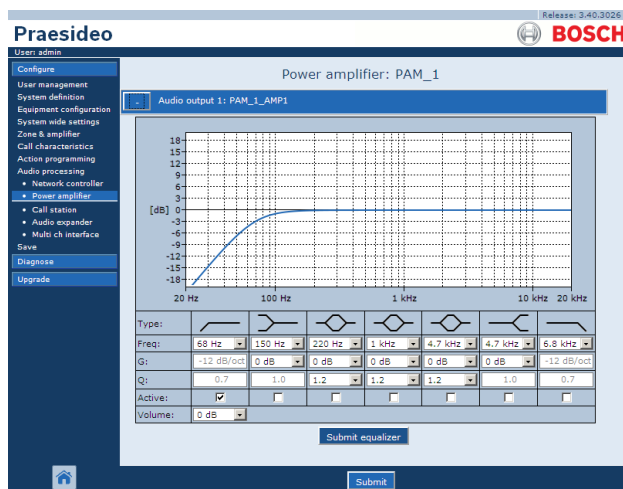 Release: 3.40.3026
Praesideo
BOSCH
User: admin
Configure
User management
System definition
Equipment configuration
System wide settings
Zone & amplifier
Call characteristics
Action programming
Audio processing
• Network controller
• Power amplifier
• Call station
• Audio expander
• Multi ch interface
Save
Diagnose
Upgrade
Power amplifier: PAM_1
- Audio output 1: PAM_1_AMP1
18
15
12
9
6
3
[dB] 0
-3
-6
-9
-12
-15
-18
20 Hz 100 Hz 1 kHz 10 kHz 20 kHz
Type:
Freq: 68 Hz 150 Hz 220 Hz 1 kHz 4.7 kHz 4.7 kHz 6.8 kHz
G: -12 dB/oct 0 dB 0 dB 0 dB 0 dB 0 dB -12 dB/oct
Q: 0.7 1.0 1.2 1.2 1.2 1.0 0.7
Active:
Volume: 0 dB
Submit equalizer
Submit